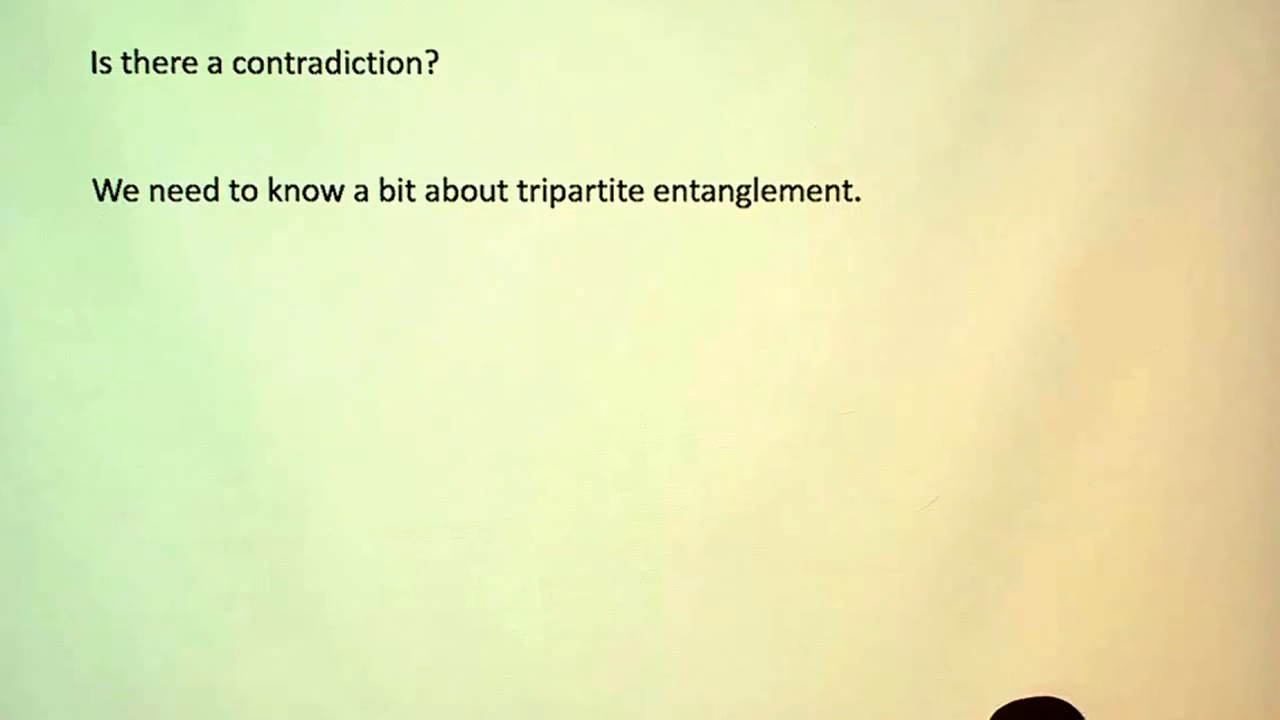 Is there a contradiction?
We need to know a bit about tripartite entanglement.